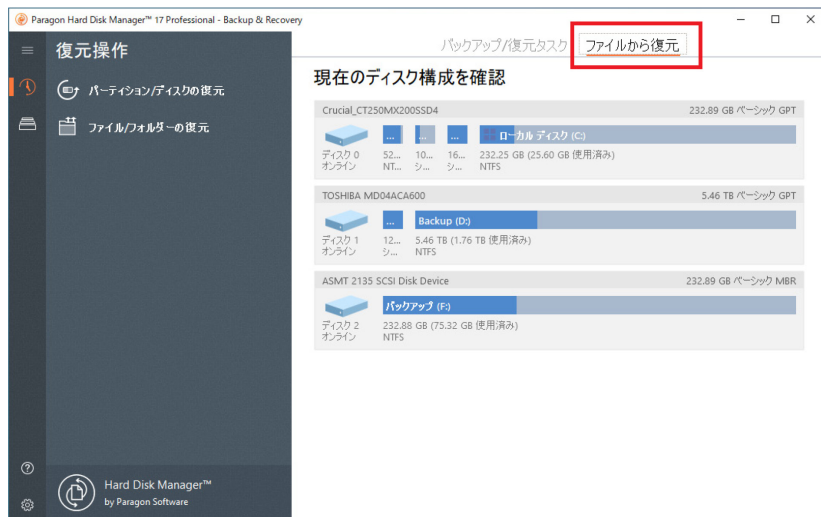 Paragon Hard Disk Manager™ 17 Professional - Backup & Recovery
復元操作
パーティション/ディスクの復元
ファイル/フォルダーの復元
Hard Disk Manager™
by Paragon Software
バックアップ/復元タスク
ファイルから復元
現在のディスク構成を確認
Crucial_CT250MX200SSD4
232.89 GB ベーシック GPT
... ... ... ローカル ディスク (C:)
ディスク 0 52... 10... 16... 232.25 GB (25.60 GB 使用済み)
オンライン NT... シ... シ... NTFS
TOSHIBA MD04ACA600
5.46 TB ベーシック GPT
... Backup (D:)
ディスク 1 12... 5.46 TB (1.76 TB 使用済み)
オンライン シ... NTFS
ASMT 2135 SCSI Disk Device
232.89 GB ベーシック MBR
バックアップ (F:)
ディスク 2 232.88 GB (75.32 GB 使用済み)
オンライン NTFS